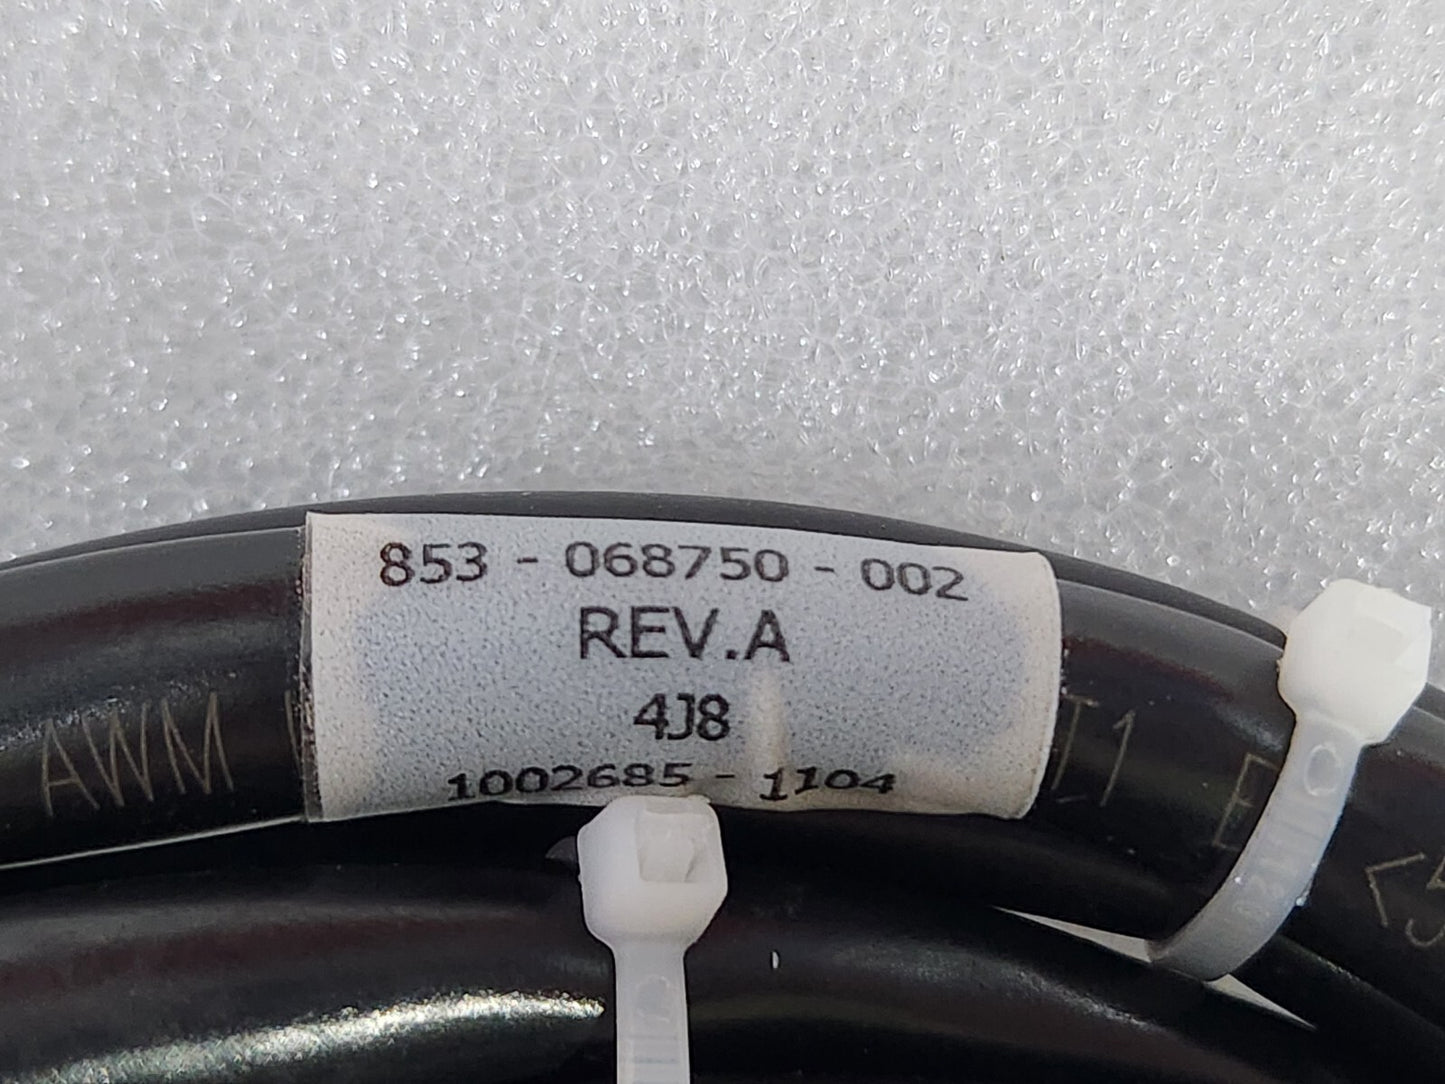 853 - 068750 - 002
REV.A
4J8
1002685 - 1104
AWM